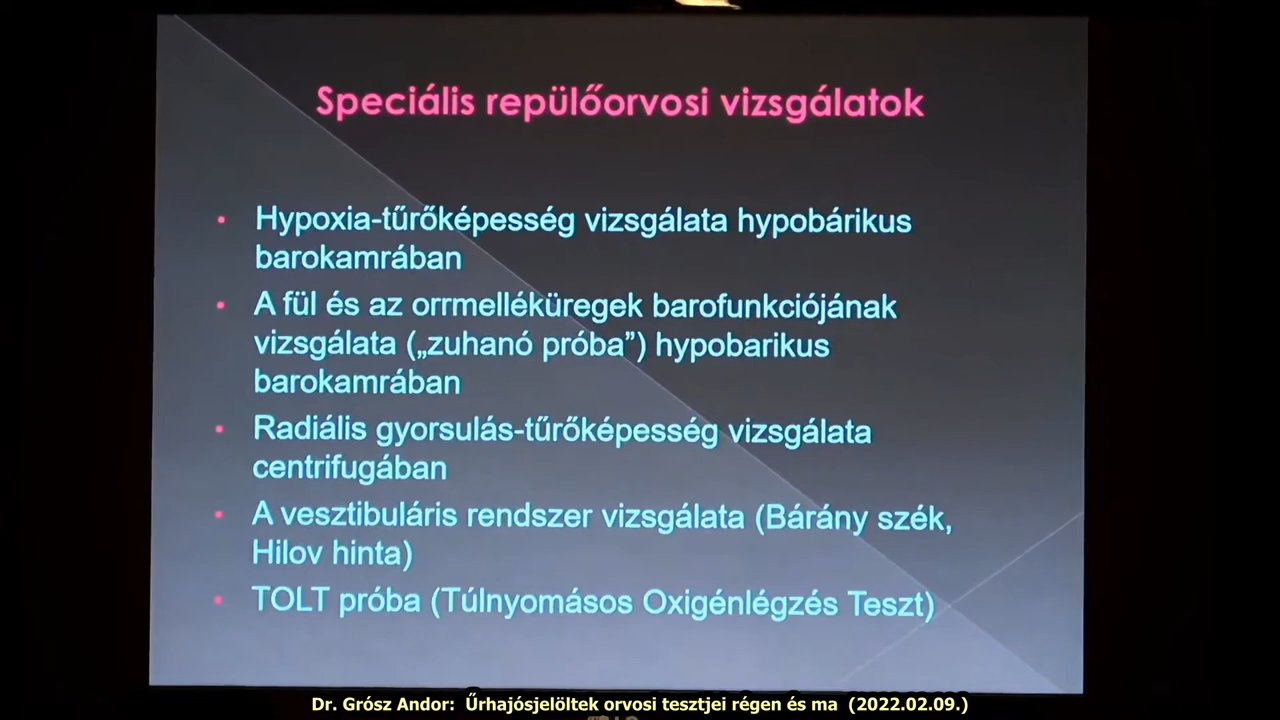 Speciális repülőorvosi vizsgálatok
• Hypoxia-tűrőképesség vizsgálata hypobárikus
barokamrában
• A fül és az orrmelléküregek barofunkciójának
vizsgálata („zuhanó próba”) hypobarikus
barokamrában
• Radiális gyorsulás-tűrőképesség vizsgálata
centrifugában
• A vesztibuláris rendszer vizsgálata (Bárány szék,
Hilov hinta)
• TOLT próba (Túlnyomásos Oxigénlégzés Teszt)
Dr. Grósz Andor: Űrhajósjelöltek orvosi tesztjei régen és ma (2022.02.09.)